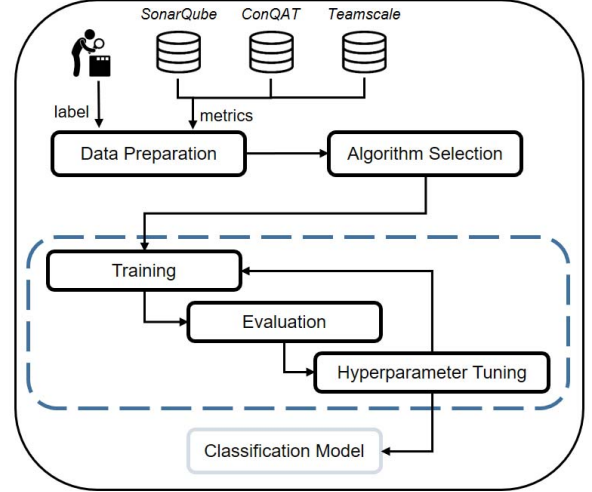 SonarQube ConQAT Teamscale
label
metrics
Data Preparation
Algorithm Selection
Training
Evaluation
Hyperparameter Tuning
Classification Model